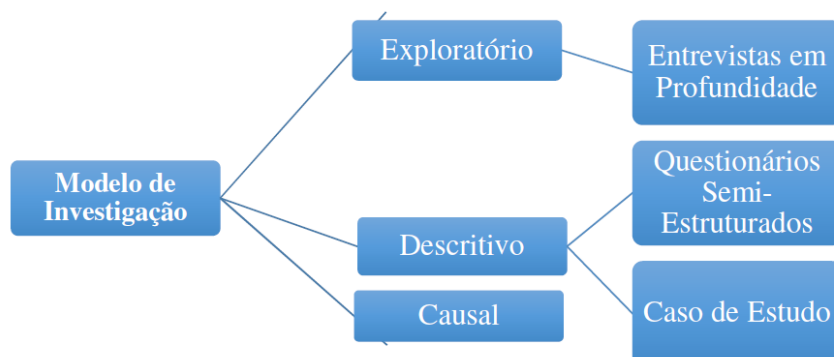 Modelo de
Investigação
Exploratório
Entrevistas em
Profundidade
Descritivo
Questionários
Semi-
Estruturados
Caso de Estudo
Causal